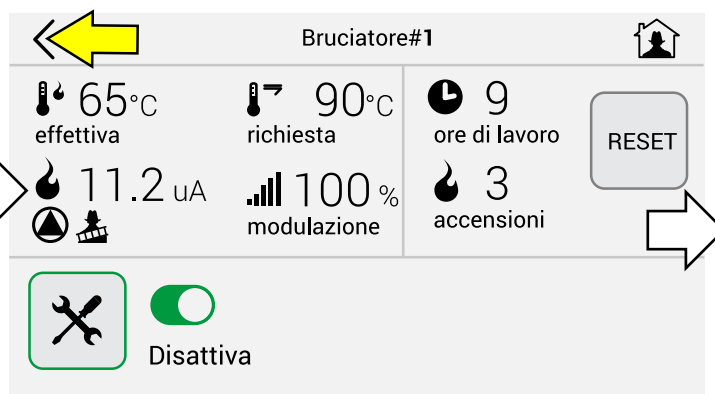 Bruciatore#1
65°C
effettiva
90°C
richiesta
9
ore di lavoro
RESET
11.2 uA
100 %
modulazione
3
accensioni
Disattiva